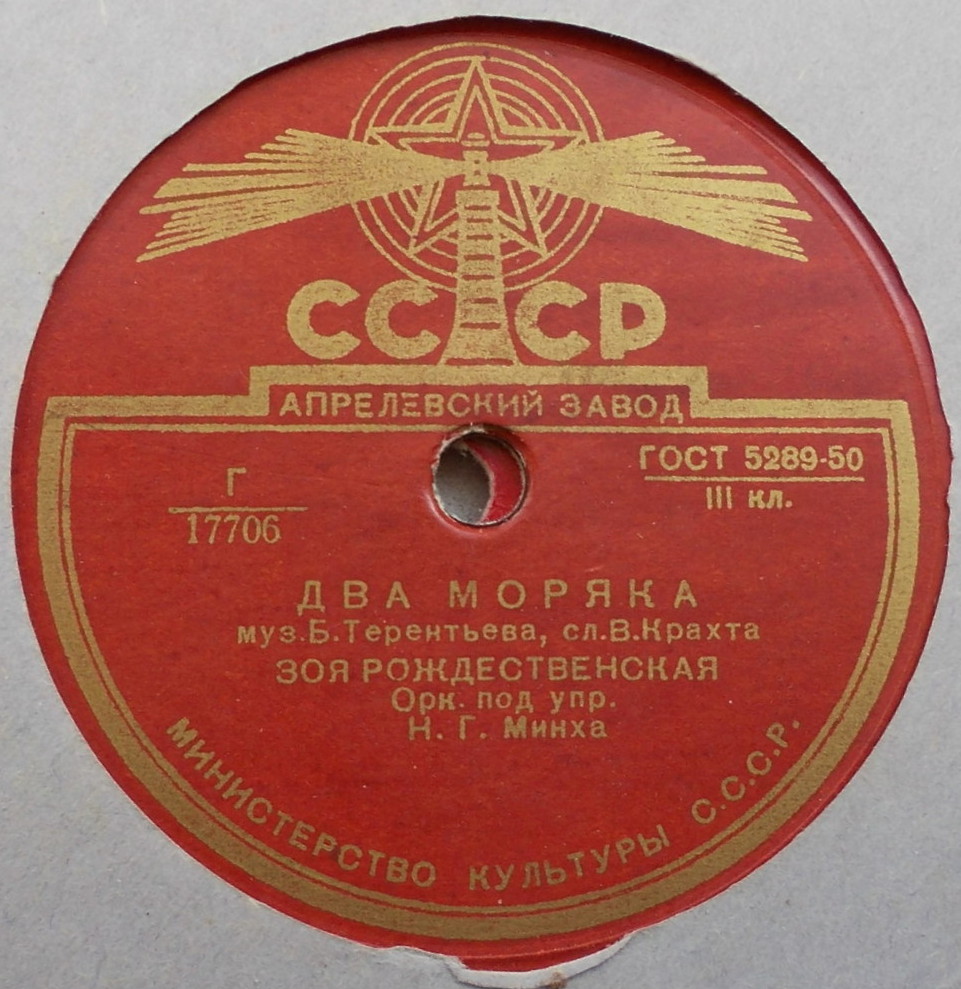 СССР
АПРЕЛЕВСКИЙ ЗАВОД
Г
17706
ГОСТ 5289-50
III кл.
ДВА МОРЯКА
муз.Б.Терентьева, сл.В.Крахта
ЗОЯ РОЖДЕСТВЕНСКАЯ
Орк. под упр.
Н. Г. Минха
МИНИСТЕРСТВО КУЛЬТУРЫ С.С.С.Р.